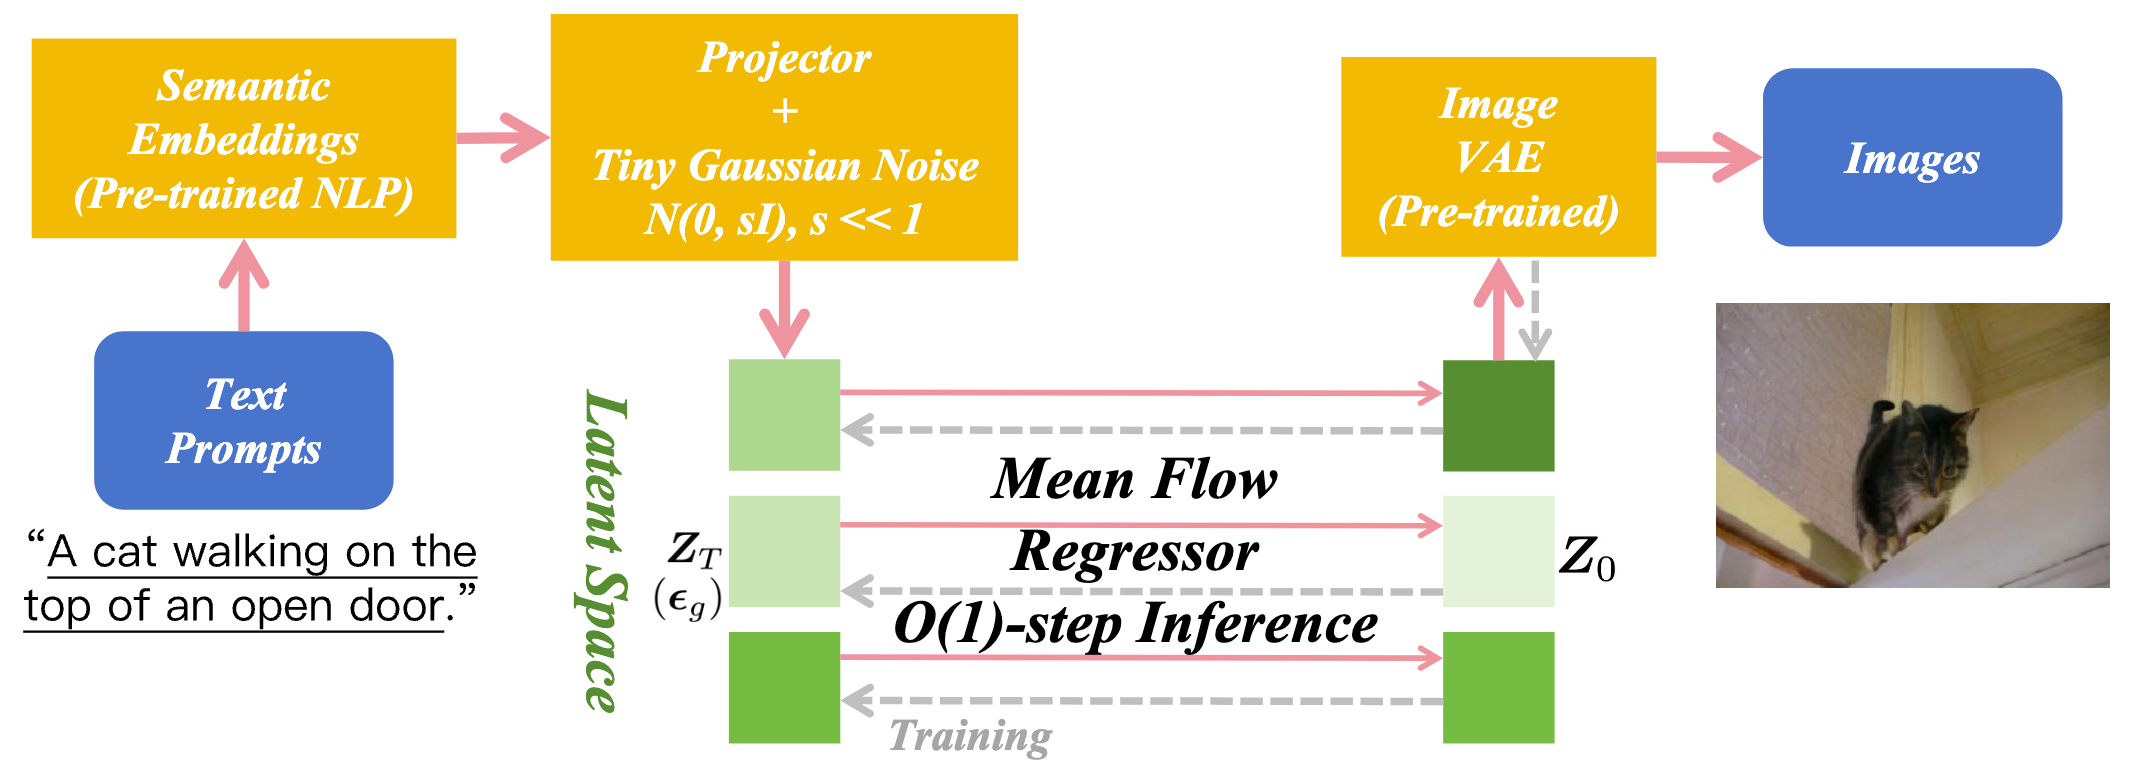 Semantic
Embeddings
(Pre-trained NLP)
Text
Prompts
“A cat walking on the
top of an open door.”
Projector
+
Tiny Gaussian Noise
N(0, sI), s << 1
Latent Space
Z_T
(ϵ_g)
Mean Flow
Regressor
O(1)-step Inference
Training
Z_0
Image
VAE
(Pre-trained)
Images